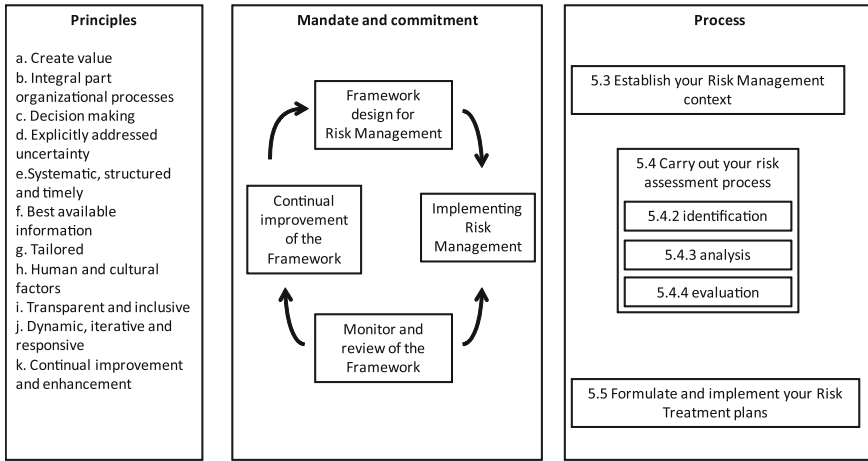 Principles
a. Create value
b. Integral part
organizational processes
c. Decision making
d. Explicitly addressed
uncertainty
e.Systematic, structured
and timely
f. Best available
information
g. Tailored
h. Human and cultural
factors
i. Transparent and inclusive
j. Dynamic, iterative and
responsive
k. Continual improvement
and enhancement
Mandate and commitment
Framework
design for
Risk Management
Continual
improvement
of the
Framework
Implementing
Risk
Management
Monitor and
review of the
Framework
Process
5.3 Establish your Risk Management
context
5.4 Carry out your risk
assessment process
5.4.2 identification
5.4.3 analysis
5.4.4 evaluation
5.5 Formulate and implement your Risk
Treatment plans